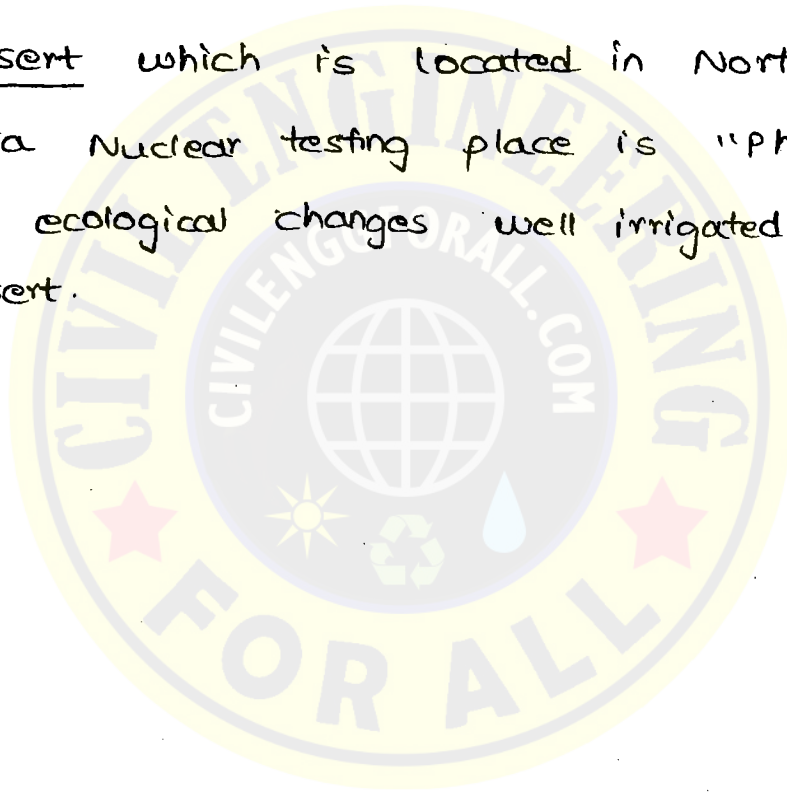 sert which is located in Nort
a Nuclear testing place is "Ph
ecological changes well irrigated
sert.
CIVIL ENGINEERING
CIVILENGGFORALL.COM
FOR ALL